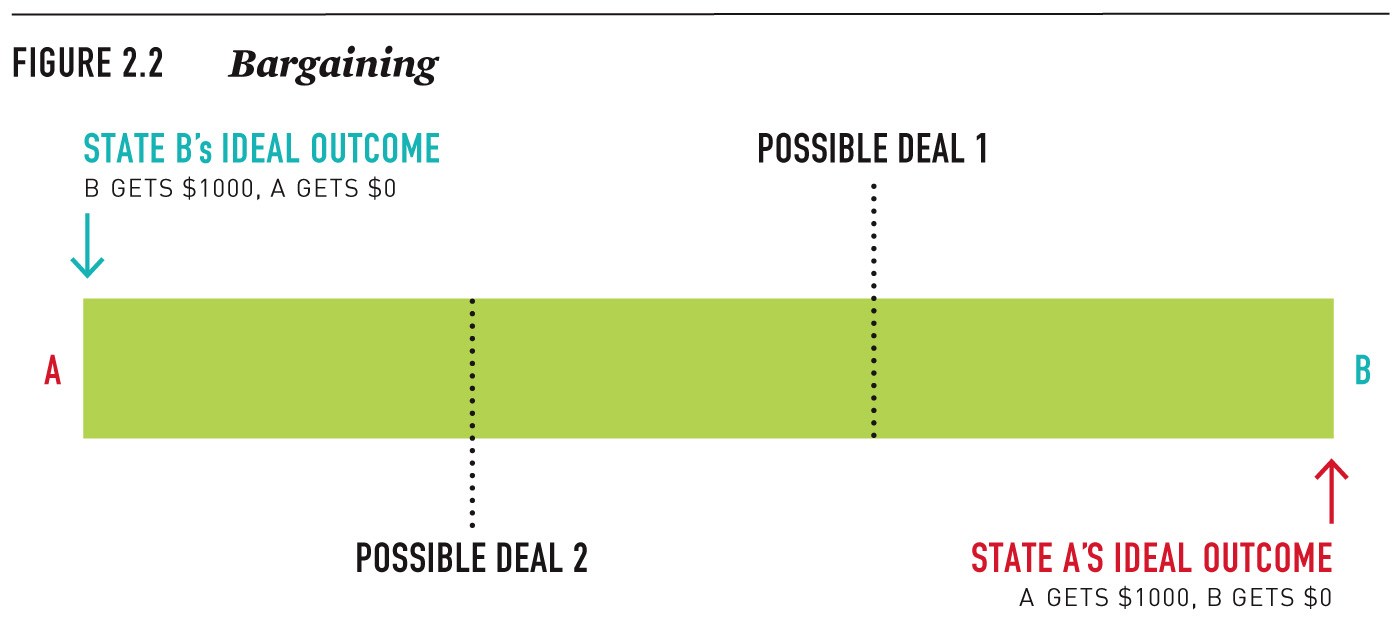 FIGURE 2.2 Bargaining
STATE B's IDEAL OUTCOME
B GETS $1000, A GETS $0
POSSIBLE DEAL 1
A
B
POSSIBLE DEAL 2
STATE A'S IDEAL OUTCOME
A GETS $1000, B GETS $0